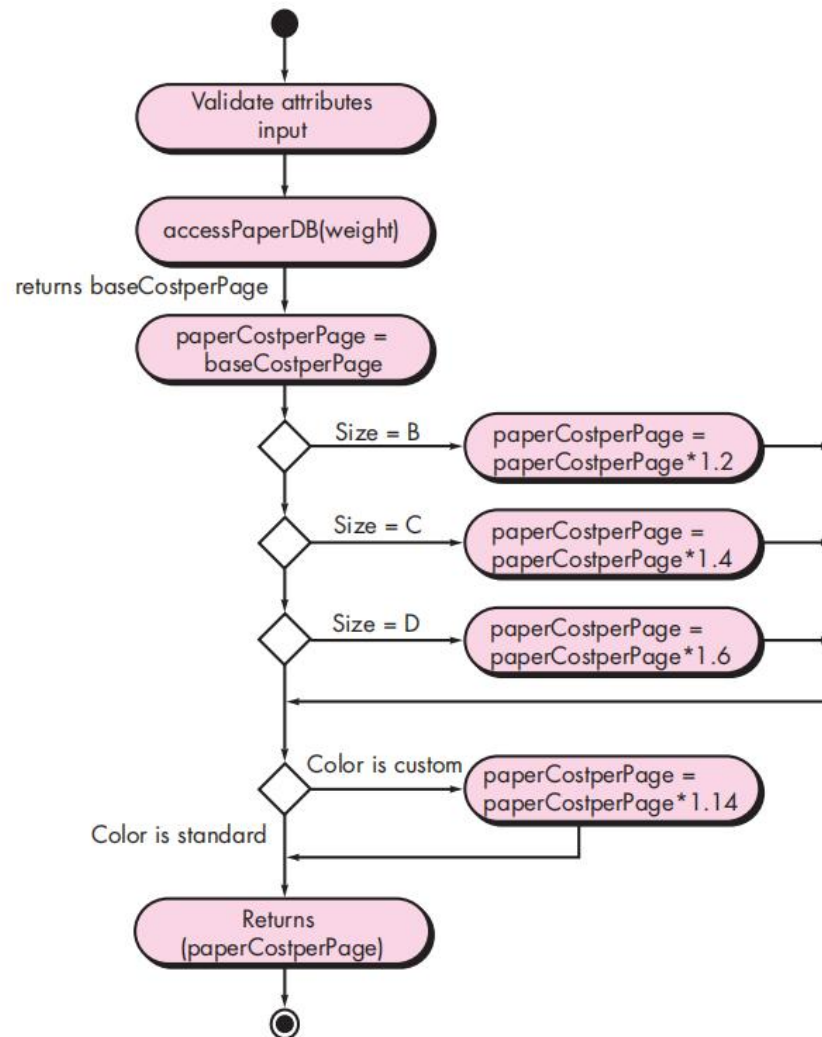 Validate attributes
input
accessPaperDB(weight)
returns baseCostperPage
paperCostperPage =
baseCostperPage
Size = B
paperCostperPage =
paperCostperPage*1.2
Size = C
paperCostperPage =
paperCostperPage*1.4
Size = D
paperCostperPage =
paperCostperPage*1.6
Color is custom
paperCostperPage =
paperCostperPage*1.14
Color is standard
Returns
(paperCostperPage)